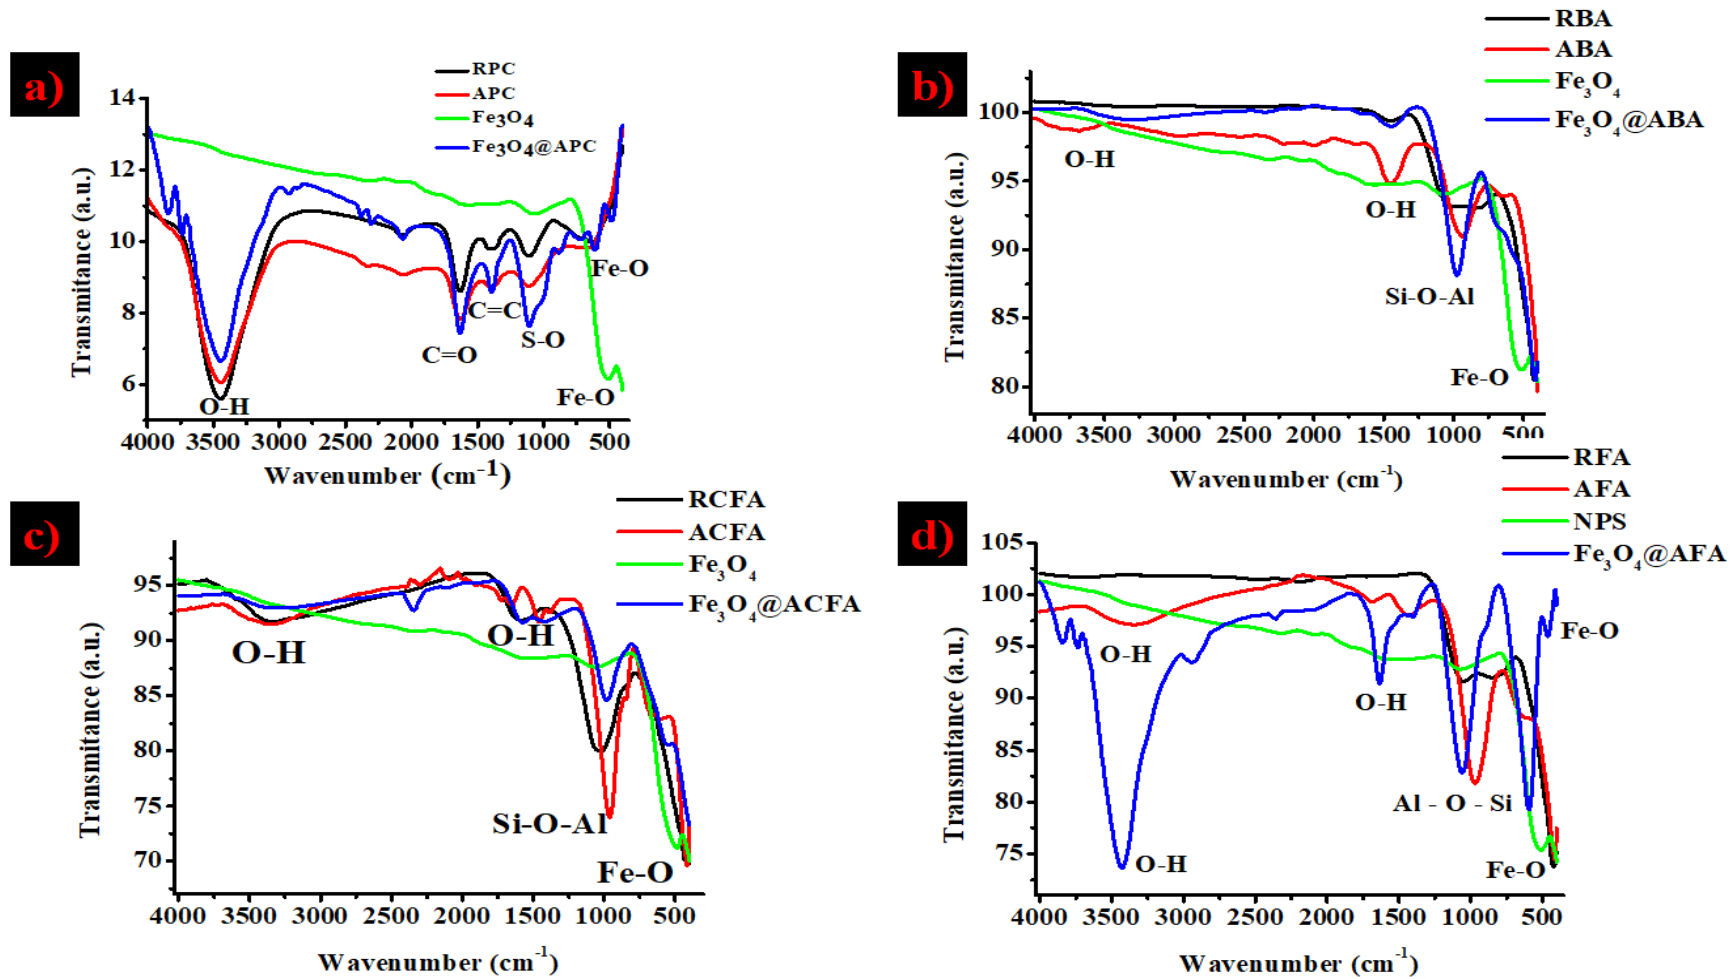 a)
RPC
APC
Fe3O4
Fe3O4@APC
14
12
10
8
6
Transmitance (a.u.)
O-H
C=O
C=C
S-O
Fe-O
Fe-O
4000 3500 3000 2500 2000 1500 1000 500
Wavenumber (cm-1)
b)
RBA
ABA
Fe3O4
Fe3O4@ABA
100
95
90
85
80
Transmitance (a.u.)
O-H
O-H
Si-O-Al
Fe-O
4000 3500 3000 2500 2000 1500 1000 500
Wavenumber (cm-1)
c)
RCFA
ACFA
Fe3O4
Fe3O4@ACFA
95
90
85
80
75
70
Transmitance (a.u.)
O-H
O-H
Si-O-Al
Fe-O
4000 3500 3000 2500 2000 1500 1000 500
Wavenumber (cm-1)
d)
RFA
AFA
NPS
Fe3O4@AFA
105
100
95
90
85
80
75
Transmitance (a.u.)
O-H
O-H
O-H
Al - O - Si
Fe-O
Fe-O
4000 3500 3000 2500 2000 1500 1000 500
Wavenumber (cm-1)